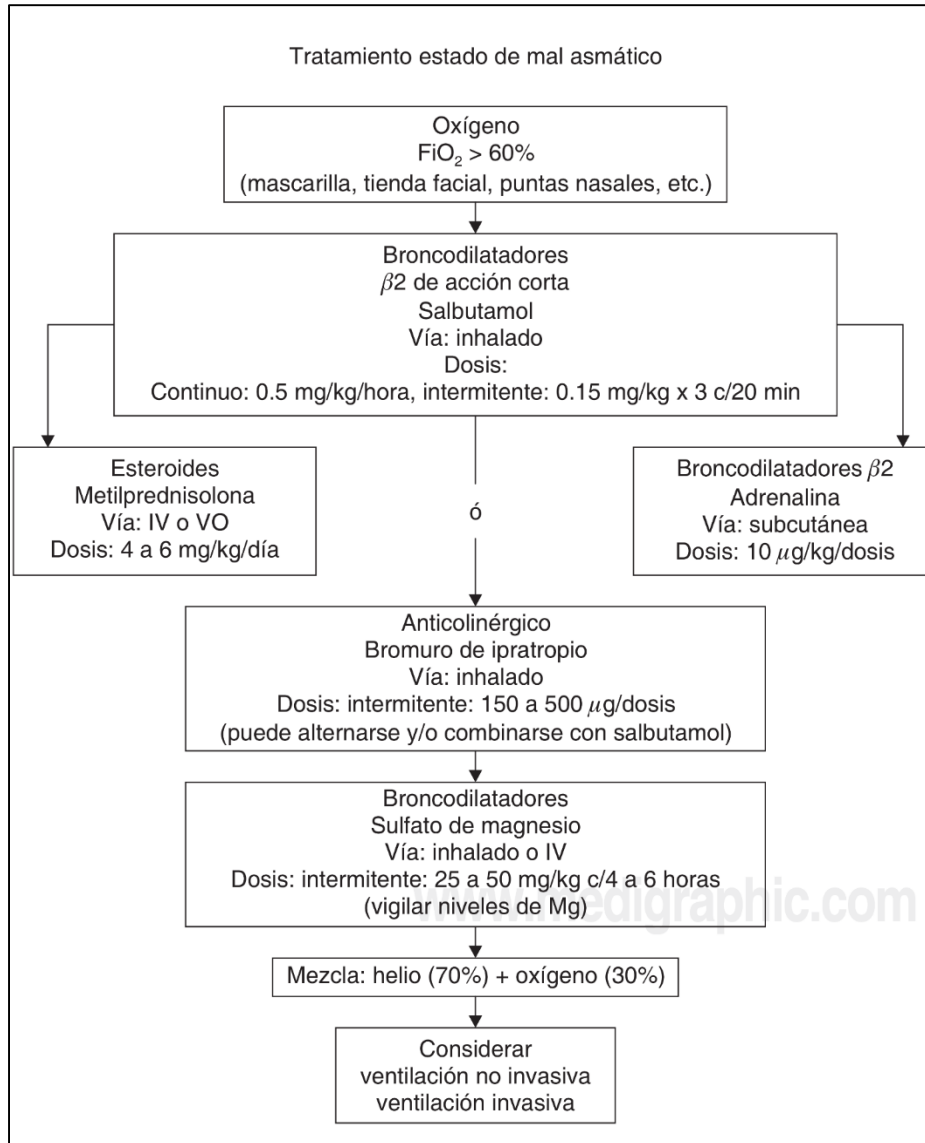 Tratamiento estado de mal asmático
Oxígeno
FiO₂ > 60%
(mascarilla, tienda facial, puntas nasales, etc.)
Broncodilatadores
β2 de acción corta
Salbutamol
Vía: inhalado
Dosis:
Continuo: 0.5 mg/kg/hora, intermitente: 0.15 mg/kg x 3 c/20 min
Esteroides
Metilprednisolona
Vía: IV o VO
Dosis: 4 a 6 mg/kg/día
ó
Broncodilatadores β2
Adrenalina
Vía: subcutánea
Dosis: 10 μg/kg/dosis
Anticolinérgico
Bromuro de ipratropio
Vía: inhalado
Dosis: intermitente: 150 a 500 μg/dosis
(puede alternarse y/o combinarse con salbutamol)
Broncodilatadores
Sulfato de magnesio
Vía: inhalado o IV
Dosis: intermitente: 25 a 50 mg/kg c/4 a 6 horas
(vigilar niveles de Mg)
www.medigraphic.com
Mezcla: helio (70%) + oxígeno (30%)
Considerar
ventilación no invasiva
ventilación invasiva